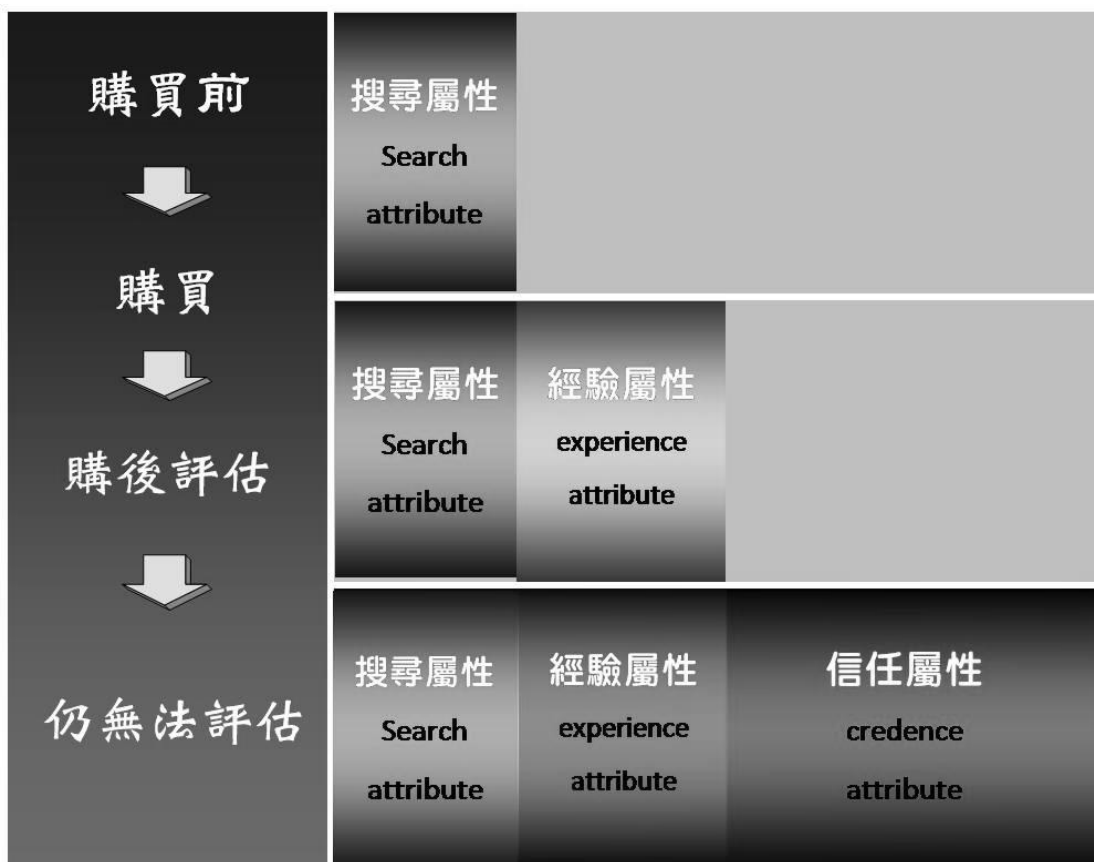 購買前
購買
購後評估
仍無法評估
搜尋屬性
Search
attribute
搜尋屬性
Search
attribute
經驗屬性
experience
attribute
搜尋屬性
Search
attribute
經驗屬性
experience
attribute
信任屬性
credence
attribute